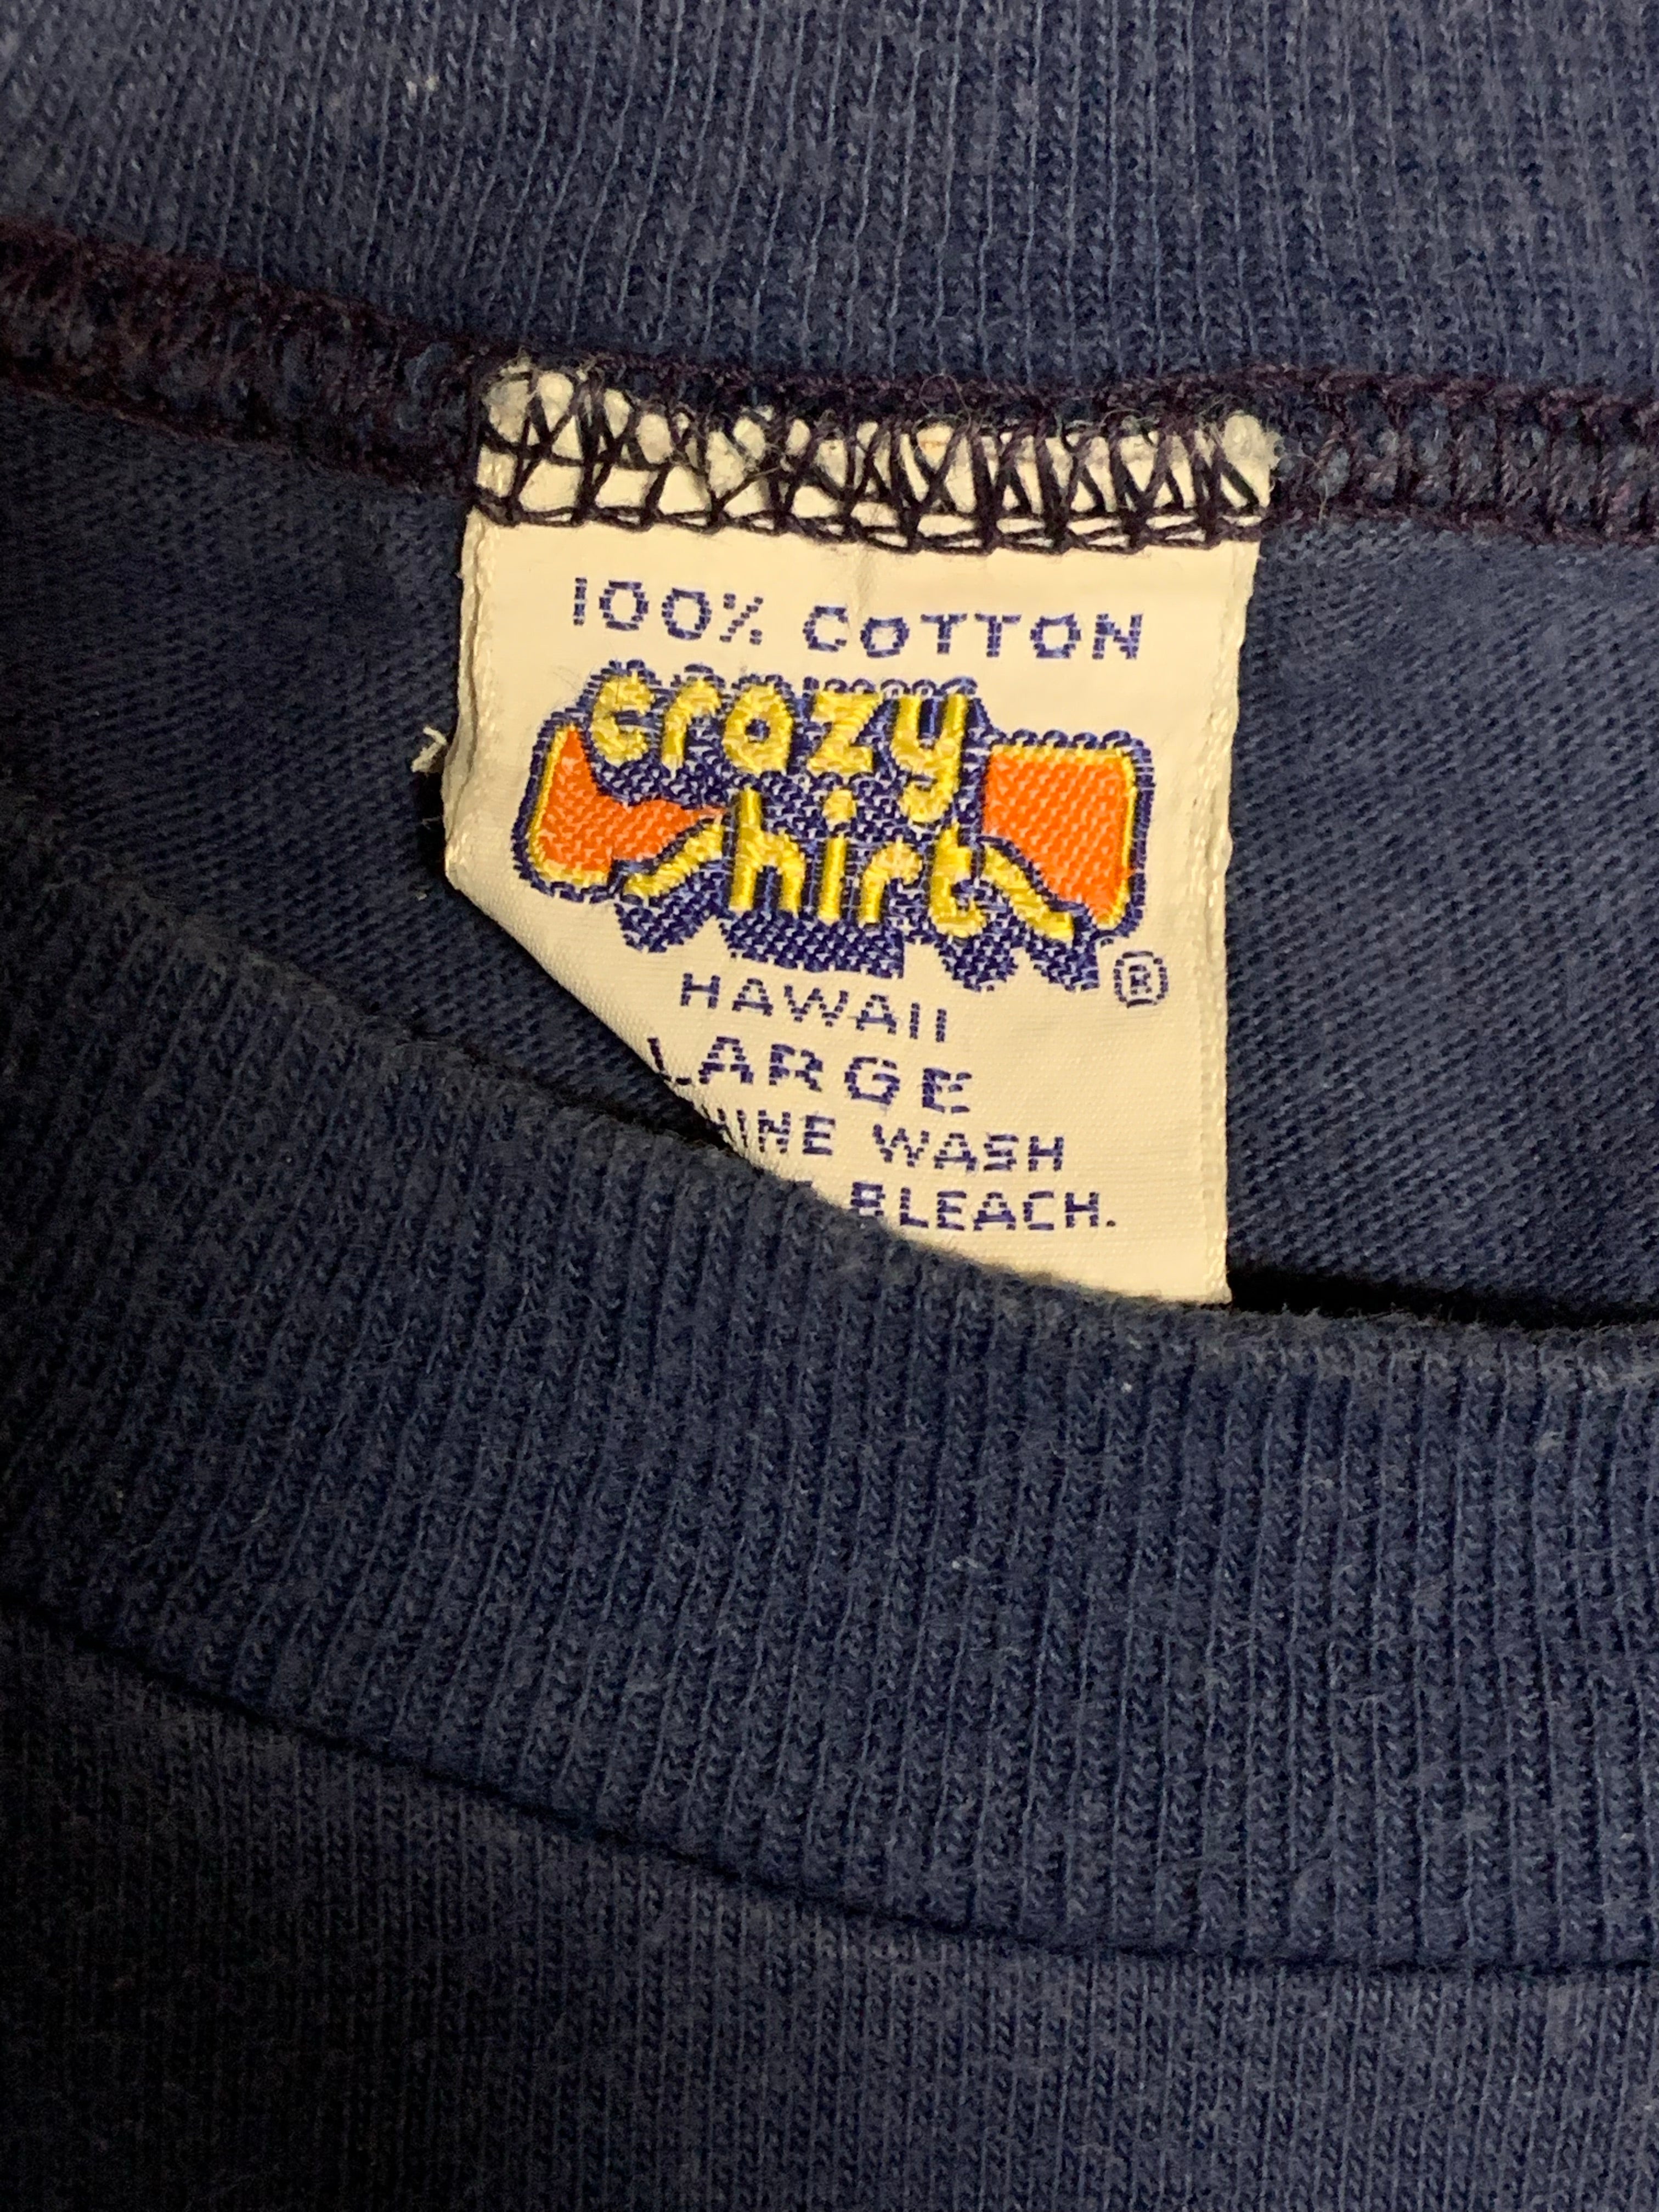 100% COTTON
crazy
shirts
®
HAWAII
LARGE
WASH
BLEACH.